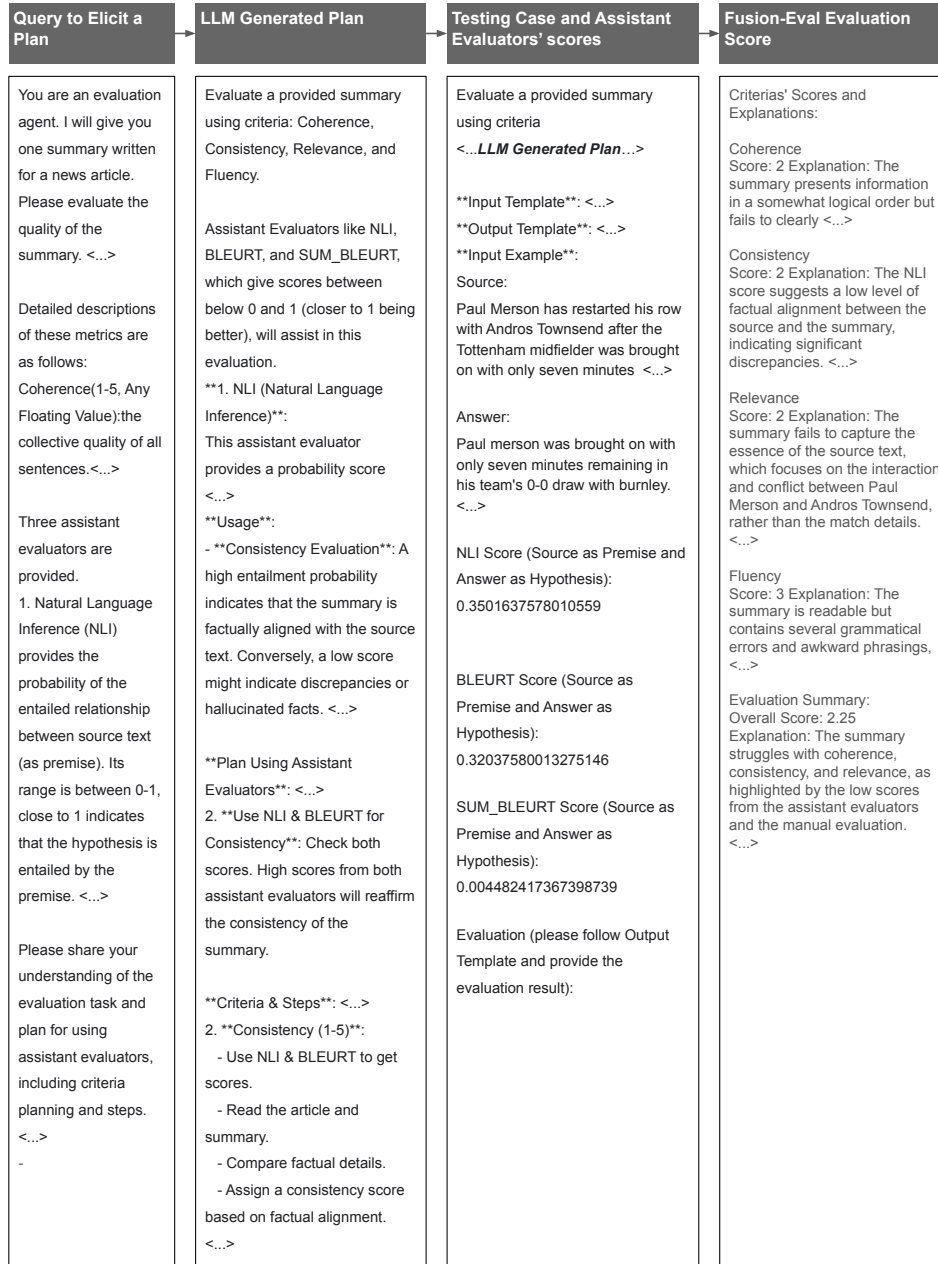 Query to Elicit a
Plan
You are an evaluation
agent. I will give you
one summary written
for a news article.
Please evaluate the
quality of the
summary. <...>
Detailed descriptions
of these metrics are
as follows:
Coherence(1-5, Any
Floating Value):the
collective quality of all
sentences.<...>
Three assistant
evaluators are
provided.
1. Natural Language
Inference (NLI)
provides the
probability of the
entailed relationship
between source text
(as premise). Its
range is between 0-1,
close to 1 indicates
that the hypothesis is
entailed by the
premise. <...>
Please share your
understanding of the
evaluation task and
plan for using
assistant evaluators,
including criteria
planning and steps.
<...>
-
LLM Generated Plan
Evaluate a provided summary
using criteria: Coherence,
Consistency, Relevance, and
Fluency.
Assistant Evaluators like NLI,
BLEURT, and SUM_BLEURT,
which give scores between
below 0 and 1 (closer to 1 being
better), will assist in this
evaluation.
**1. NLI (Natural Language
Inference)**:
This assistant evaluator
provides a probability score
<...>
**Usage**:
- **Consistency Evaluation**: A
high entailment probability
indicates that the summary is
factually aligned with the source
text. Conversely, a low score
might indicate discrepancies or
hallucinated facts. <...>
**Plan Using Assistant
Evaluators**: <...>
2. **Use NLI & BLEURT for
Consistency**: Check both
scores. High scores from both
assistant evaluators will reaffirm
the consistency of the
summary.
**Criteria & Steps**: <...>
2. **Consistency (1-5)**:
- Use NLI & BLEURT to get
scores.
- Read the article and
summary.
- Compare factual details.
- Assign a consistency score
based on factual alignment.
<...>
Testing Case and Assistant
Evaluators' scores
Evaluate a provided summary
using criteria
<...LLM Generated Plan...>
**Input Template**: <...>
**Output Template**: <...>
**Input Example**:
Source:
Paul Merson has restarted his row
with Andros Townsend after the
Tottenham midfielder was brought
on with only seven minutes <...>
Answer:
Paul merson was brought on with
only seven minutes remaining in
his team's 0-0 draw with burnley.
<...>
NLI Score (Source as Premise and
Answer as Hypothesis):
0.3501637578010559
BLEURT Score (Source as
Premise and Answer as
Hypothesis):
0.32037580013275146
SUM_BLEURT Score (Source as
Premise and Answer as
Hypothesis):
0.004482417367398739
Evaluation (please follow Output
Template and provide the
evaluation result):
Fusion-Eval Evaluation
Score
Criterias' Scores and
Explanations:
Coherence
Score: 2 Explanation: The
summary presents information
in a somewhat logical order but
fails to clearly <...>
Consistency
Score: 2 Explanation: The NLI
score suggests a low level of
factual alignment between the
source and the summary,
indicating significant
discrepancies. <...>
Relevance
Score: 2 Explanation: The
summary fails to capture the
essence of the source text,
which focuses on the interaction
and conflict between Paul
Merson and Andros Townsend,
rather than the match details.
<...>
Fluency
Score: 3 Explanation: The
summary is readable but
contains several grammatical
errors and awkward phrasings,
<...>
Evaluation Summary:
Overall Score: 2.25
Explanation: The summary
struggles with coherence,
consistency, and relevance, as
highlighted by the low scores
from the assistant evaluators
and the manual evaluation.
<...>